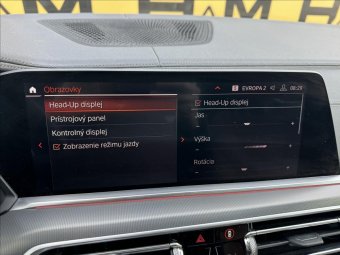 Obrazovky
EVROPA 2
08:29
Head-Up displej
Prístrojový panel
Kontrolný displej
Zobrazenie režimu jazdy
Head-Up displej
Jas
Výška
Rotácia